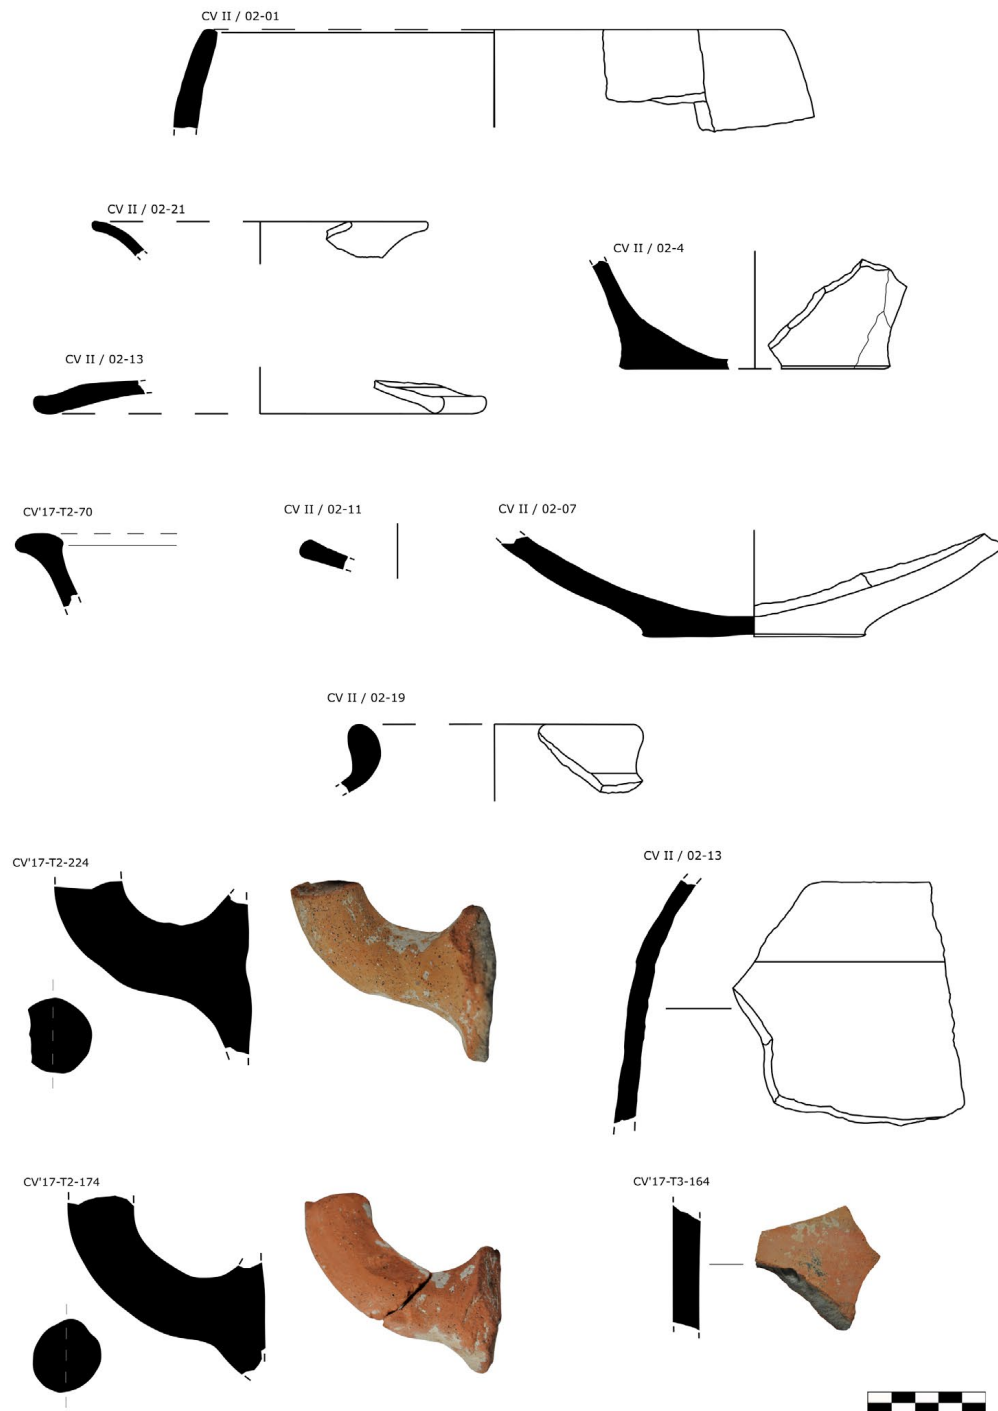 CV II / 02-01
CV II / 02-21
CV II / 02-4
CV II / 02-13
CV'17-T2-70
CV II / 02-11
CV II / 02-07
CV II / 02-19
CV'17-T2-224
CV II / 02-13
CV'17-T2-174
CV'17-T3-164